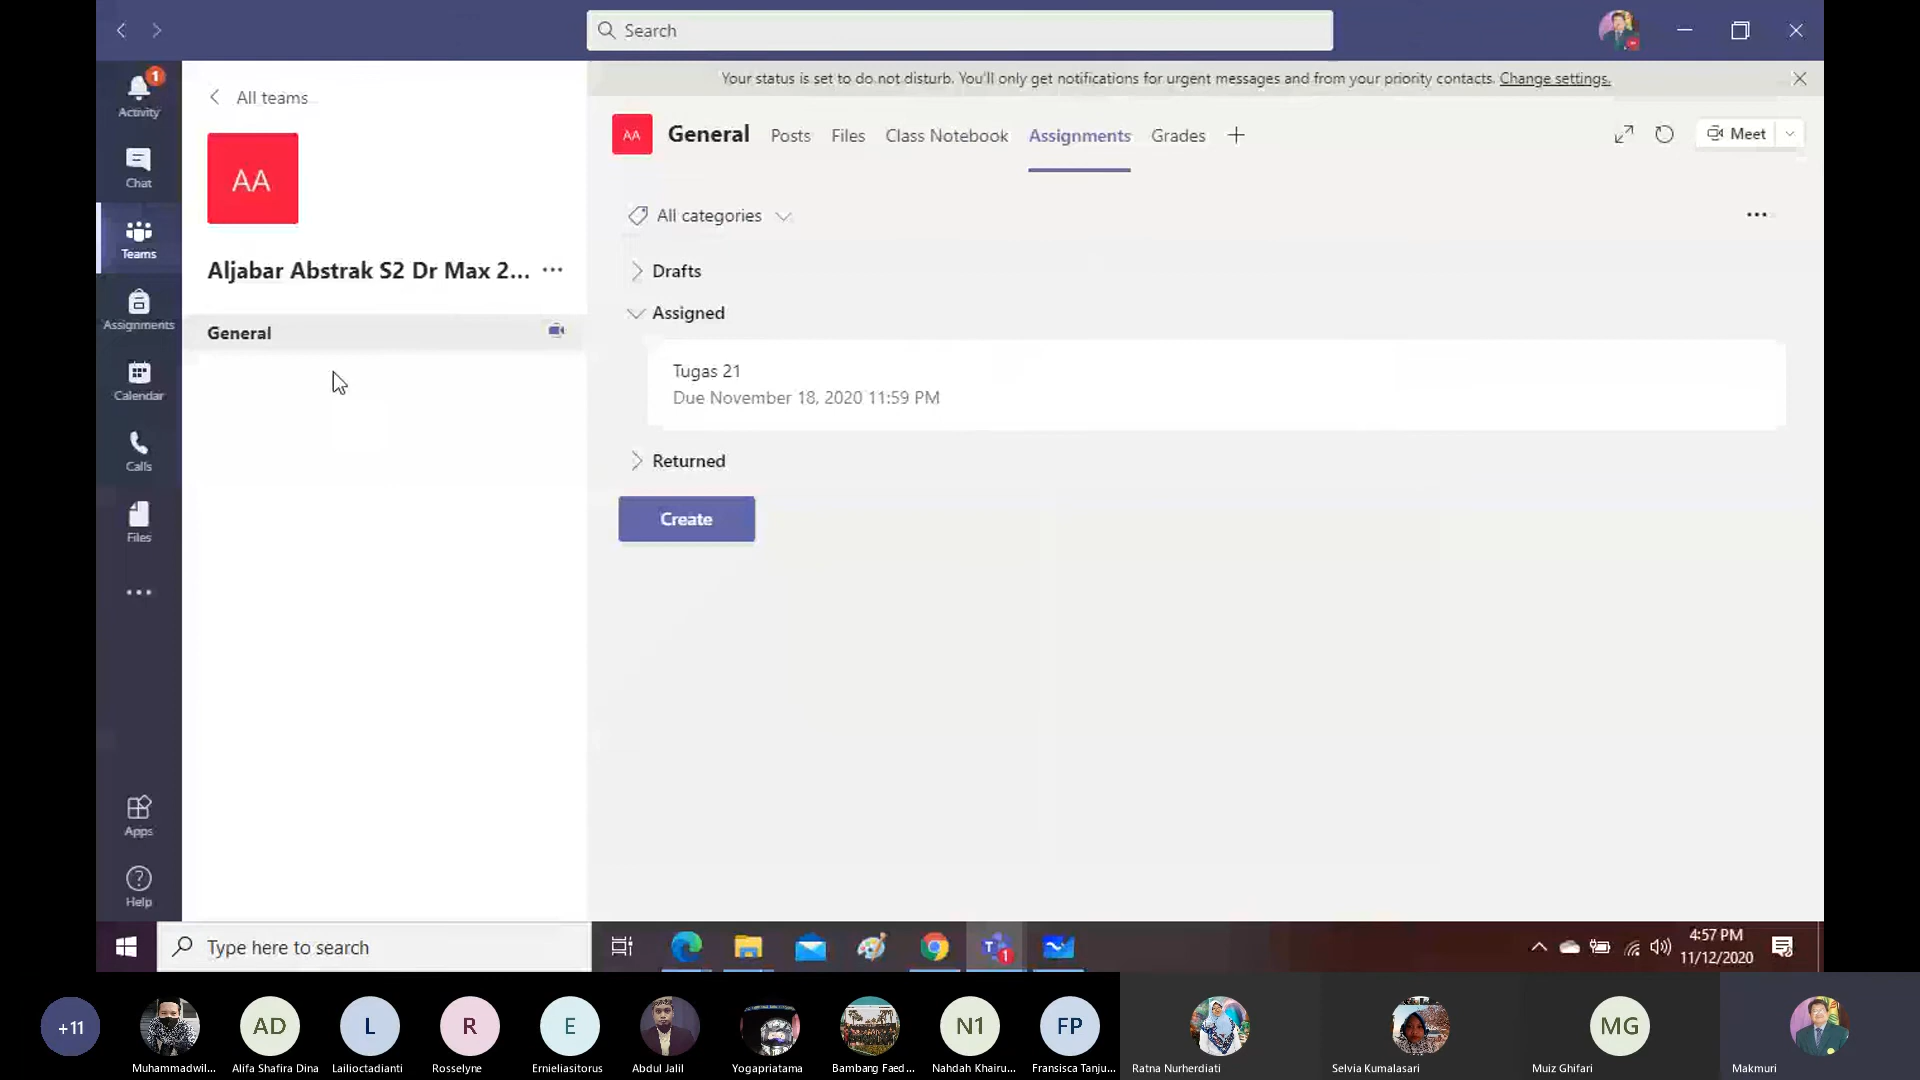 Search
Your status is set to do not disturb. You'll only get notifications for urgent messages and from your priority contacts. Change settings.
1
Activity
Chat
Teams
Assignments
Calendar
Calls
Files
Apps
Help
All teams
AA
Aljabar Abstrak S2 Dr Max 2...
General
AA
General
Posts
Files
Class Notebook
Assignments
Grades
Meet
All categories
Drafts
Assigned
Tugas 21
Due November 18, 2020 11:59 PM
Returned
Create
Type here to search
1
4:57 PM
11/12/2020
+11
AD
L
R
E
N1
FP
MG
Muhammadwil...
Alifa Shafira Dina
Lailioctadianti
Rosselyne
Ernieliasitorus
Abdul Jalil
Yogapriatama
Bambang Faed...
Nahdah Khairu...
Fransisca Tanju...
Ratna Nurherdiati
Selvia Kumalasari
Muiz Ghifari
Makmuri